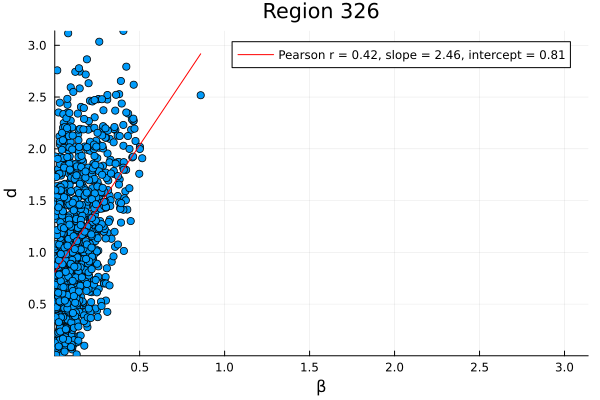 Region 326
Pearson r = 0.42, slope = 2.46, intercept = 0.81
3.0
2.5
2.0
1.5
1.0
0.5
d
0.5 1.0 1.5 2.0 2.5 3.0
β